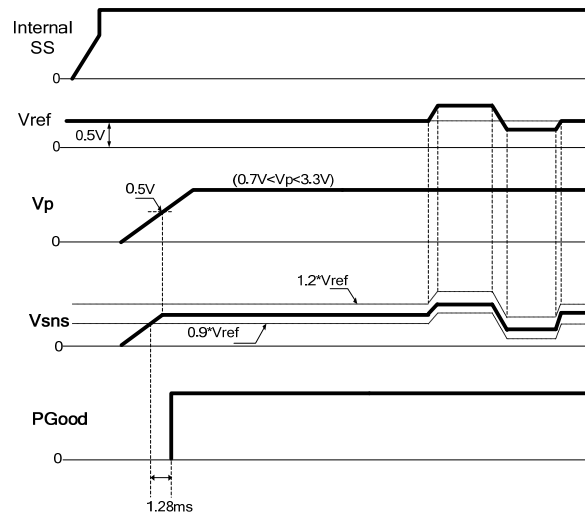 Internal
SS
0
Vref
0.5V
0
0.5V
(0.7V<Vp<3.3V)
Vp
0
1.2*Vref
Vsns
0.9*Vref
0
PGood
0
1.28ms